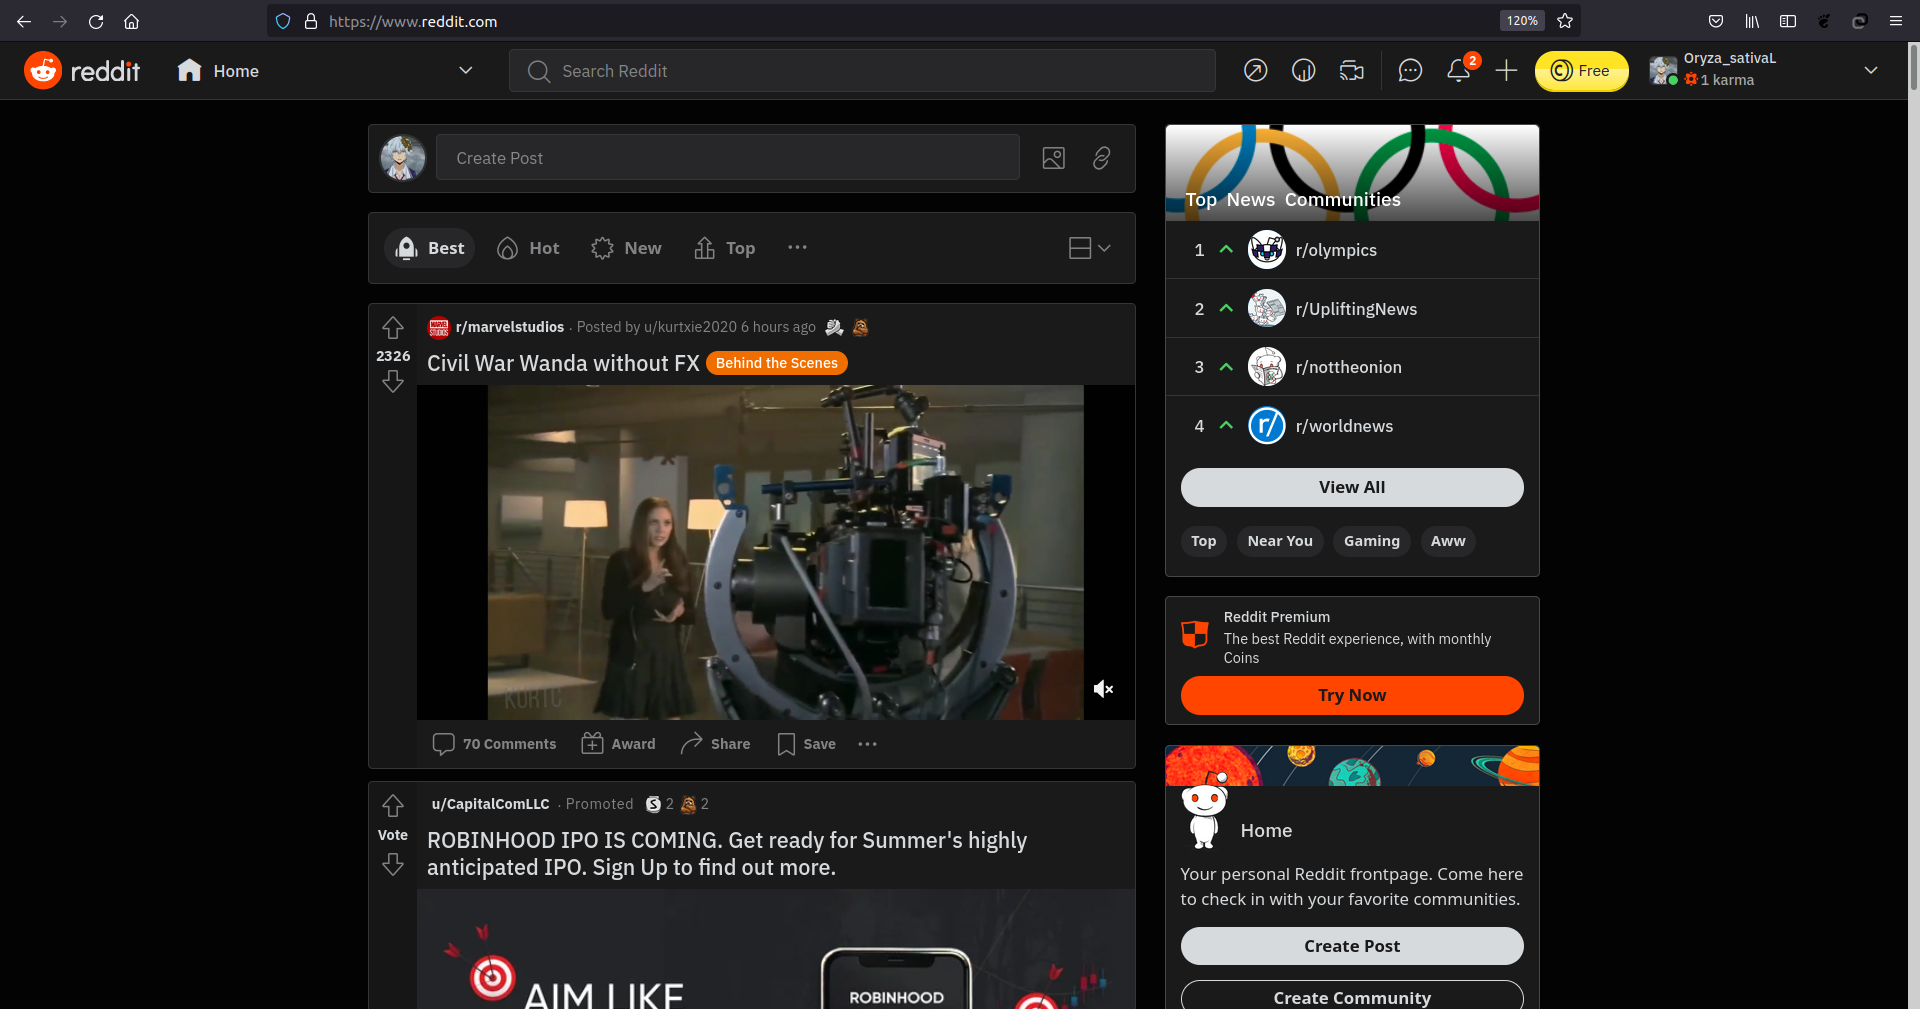 https://www.reddit.com
120%
reddit
Home
Search Reddit
2
Free
Oryza_sativaL
1 karma
Create Post
Best
Hot
New
Top
2326
MARVEL
STUDIOS
r/marvelstudios · Posted by u/kurtxie2020 6 hours ago
Civil War Wanda without FX
Behind the Scenes
KURTC
70 Comments
Award
Share
Save
Vote
u/CapitalComLLC · Promoted
S 2
2
ROBINHOOD IPO IS COMING. Get ready for Summer's highly
anticipated IPO. Sign Up to find out more.
AIM LIKE
ROBINHOOD
Top News Communities
1 r/olympics
2 r/UpliftingNews
3 r/nottheonion
4 r/ r/worldnews
View All
Top
Near You
Gaming
Aww
Reddit Premium
The best Reddit experience, with monthly
Coins
Try Now
Home
Your personal Reddit frontpage. Come here
to check in with your favorite communities.
Create Post
Create Community